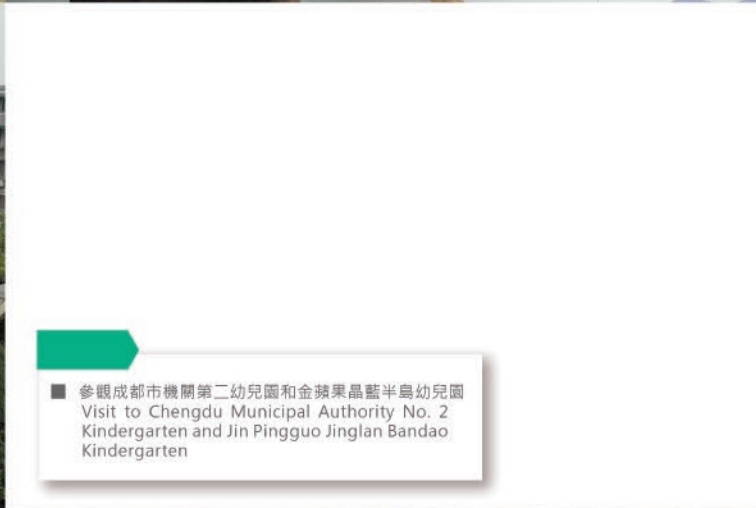 ■ 參觀成都市機關第二幼兒園和金蘋果晶藍半島幼兒園
Visit to Chengdu Municipal Authority No. 2
Kindergarten and Jin Pingguo Jinglan Bandao
Kindergarten